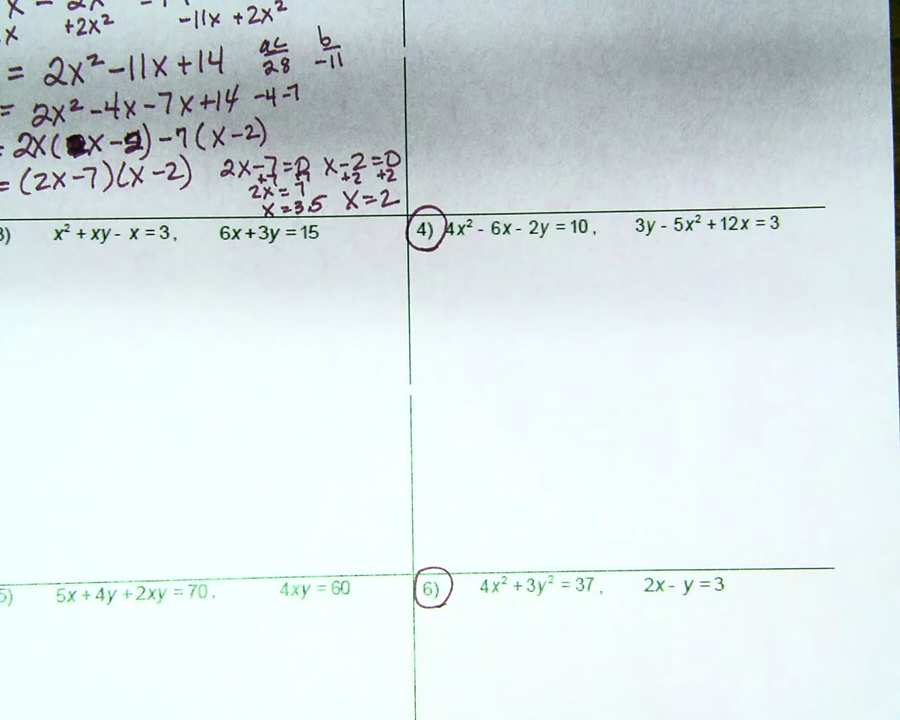 +2x² -11x +2x²
= 2x² -11x +14 ac/28 b/-11
= 2x² -4x -7x +14 -4 -7
= 2x(x-2) -7(x-2)
= (2x-7)(x-2) 2x-7=0 x-2=0
+7 +7 +2 +2
2x=7
x=3.5 x=2
3) x² + xy - x = 3, 6x + 3y = 15
4) 4x² - 6x - 2y = 10, 3y - 5x² + 12x = 3
5) 5x + 4y + 2xy = 70, 4xy = 60
6) 4x² + 3y² = 37, 2x - y = 3